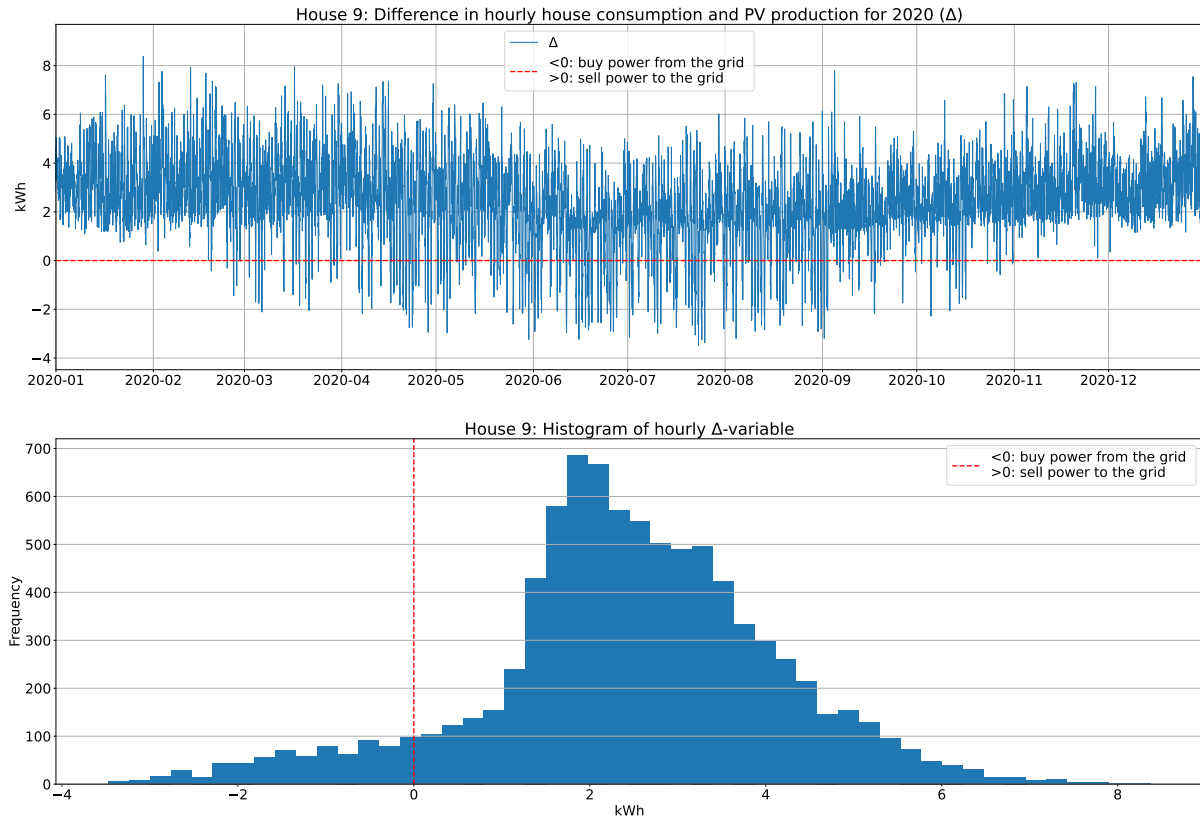 House 9: Difference in hourly house consumption and PV production for 2020 (Δ)
Δ
<0: buy power from the grid
>0: sell power to the grid
8
6
4
2
0
−2
−4
kWh
2020-01 2020-02 2020-03 2020-04 2020-05 2020-06 2020-07 2020-08 2020-09 2020-10 2020-11 2020-12
House 9: Histogram of hourly Δ-variable
<0: buy power from the grid
>0: sell power to the grid
700
600
500
400
300
200
100
0
Frequency
−4 −2 0 2 4 6 8
kWh